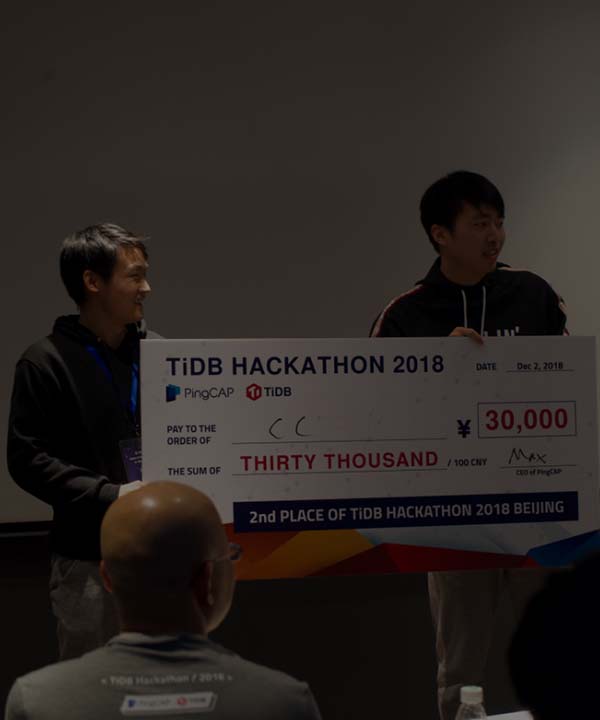 TiDB HACKATHON 2018
DATE Dec 2, 2018
PingCAP TiDB
PAY TO THE
ORDER OF CC ¥ 30,000
THE SUM OF THIRTY THOUSAND / 100 CNY Max
CEO of PingCAP
2nd PLACE OF TiDB HACKATHON 2018 BEIJING
< TiDB Hackathon / 2018 >
PingCAP TiDB